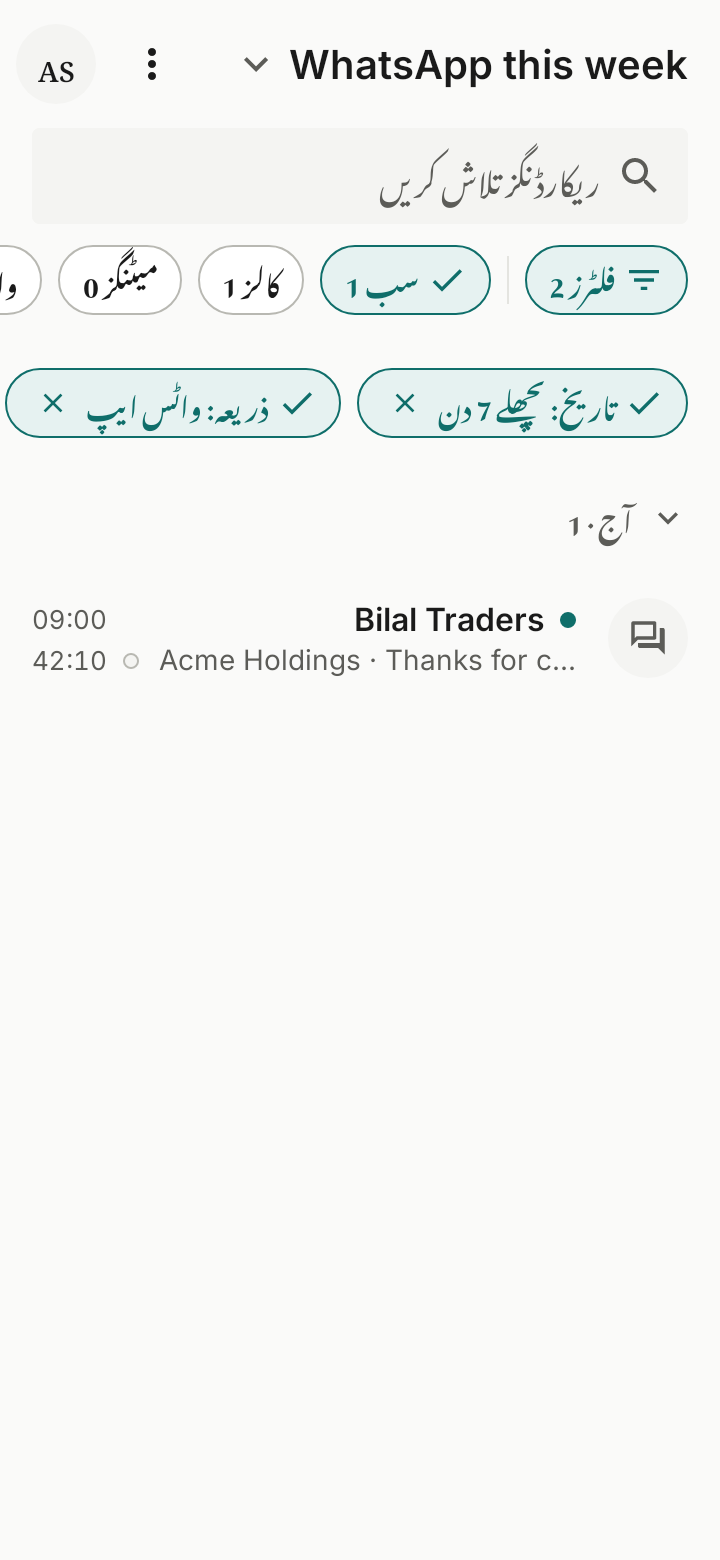 WhatsApp this week
AS
ریکارڈنگز تلاش کریں
فلٹرز 2
سب 1
کالز 1
میٹنگز 0
تاریخ: پچھلے 7 دن
ذریعہ: واٹس ایپ
آج · 1
Bilal Traders
09:00
Acme Holdings · Thanks for c...
42:10